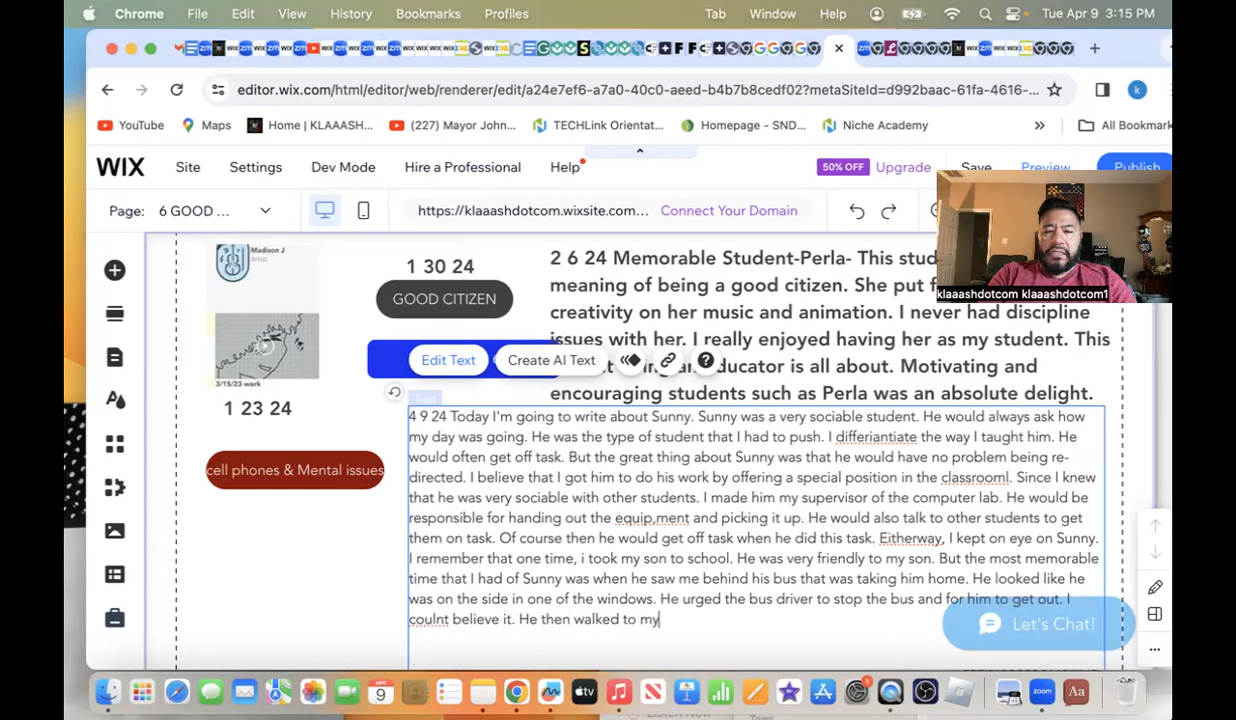 Chrome File Edit View History Bookmarks Profiles Tab Window Help Tue Apr 9 3:15 PM
editor.wix.com/html/editor/web/renderer/edit/a24e7ef6-a7a0-40c0-aeed-b4b7b8cedf02?metaSiteId=d992baac-61fa-4616-...
YouTube Maps Home | KLAAASH... (227) Mayor John... TECHLink Orientat... Homepage - SND... Niche Academy » All Bookmark
WIX Site Settings Dev Mode Hire a Professional Help 50% OFF Upgrade Save Preview Publish
Page: 6 GOOD ... https://klaaashdotcom.wixsite.com... Connect Your Domain
klaaashdotcom klaaashdotcom1
Madison J
Artist
3/15/23 work
1 23 24
cell phones & Mental issues
1 30 24
GOOD CITIZEN
2 6 24 Memorable Student-Perla- This stud
meaning of being a good citizen. She put f
creativity on her music and animation. I never had discipline
issues with her. I really enjoyed having her as my student. This
ducator is all about. Motivating and
encouraging students such as Perla was an absolute delight.
Edit Text Create AI Text
Text
4 9 24 Today I'm going to write about Sunny. Sunny was a very sociable student. He would always ask how
my day was going. He was the type of student that I had to push. I differiantiate the way I taught him. He
would often get off task. But the great thing about Sunny was that he would have no problem being re-
directed. I believe that I got him to do his work by offering a special position in the classrooml. Since I knew
that he was very sociable with other students. I made him my supervisor of the computer lab. He would be
responsible for handing out the equip,ment and picking it up. He would also talk to other students to get
them on task. Of course then he would get off task when he did this task. Eitherway, I kept on eye on Sunny.
I remember that one time, i took my son to school. He was very friendly to my son. But the most memorable
time that I had of Sunny was when he saw me behind his bus that was taking him home. He looked like he
was on the side in one of the windows. He urged the bus driver to stop the bus and for him to get out. I
coulnt believe it. He then walked to my
Let's Chat!